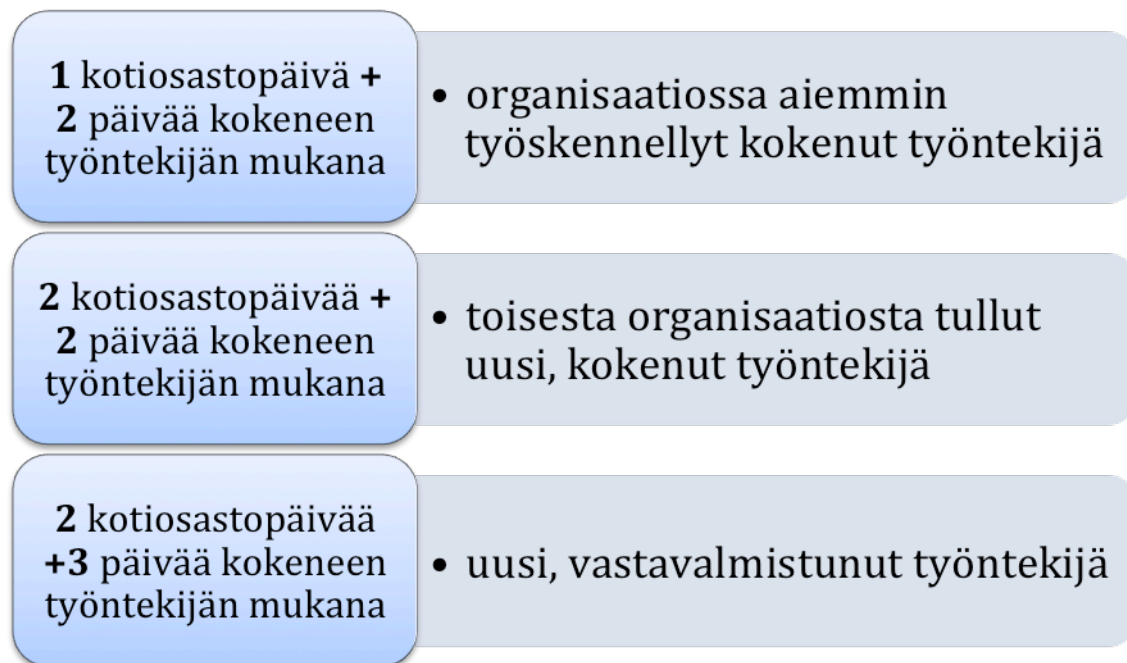 1 kotiosastopäivä +
2 päivää kokeneen
työntekijän mukana
• organisaatiossa aiemmin
työskennellyt kokenut työntekijä
2 kotiosastopäivää +
2 päivää kokeneen
työntekijän mukana
• toisesta organisaatiosta tullut
uusi, kokenut työntekijä
2 kotiosastopäivää
+3 päivää kokeneen
työntekijän mukana
• uusi, vastavalmistunut työntekijä